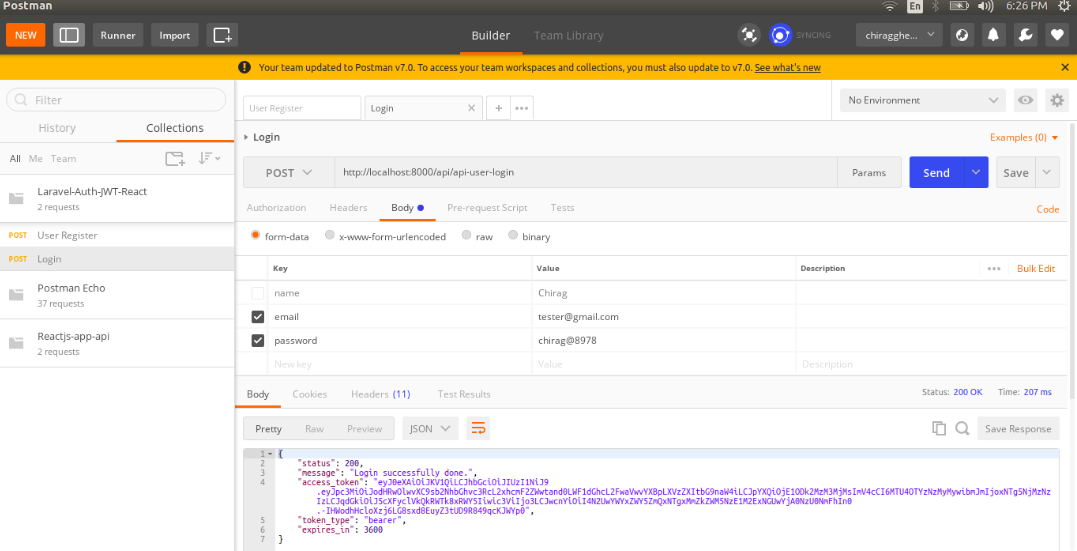 Postman
En
6:26 PM
NEW
Runner
Import
Builder
Team Library
SYNCING
chiragghe...
Your team updated to Postman v7.0. To access your team workspaces and collections, you must also update to v7.0. See what's new
Filter
History
Collections
All Me Team
Laravel-Auth-JWT-React
2 requests
POST User Register
POST Login
Postman Echo
37 requests
Reactjs-app-api
2 requests
User Register
Login
No Environment
Login
Examples (0)
POST
http://localhost:8000/api/api-user-login
Params
Send
Save
Authorization
Headers
Body
Pre-request Script
Tests
Code
form-data
x-www-form-urlencoded
raw
binary
Key Value Description
Bulk Edit
name Chirag
email tester@gmail.com
password chirag@8978
New key Value Description
Body
Cookies
Headers (11)
Test Results
Status: 200 OK
Time: 207 ms
Pretty
Raw
Preview
JSON
Save Response
1 {
2 "status": 200,
3 "message": "Login successfully done.",
4 "access_token": "eyJ0eXAiOiJKV1QiLCJhbGciOiJIUzI1NiJ9
5 "token_type": "bearer",
6 "expires_in": 3600
7 }